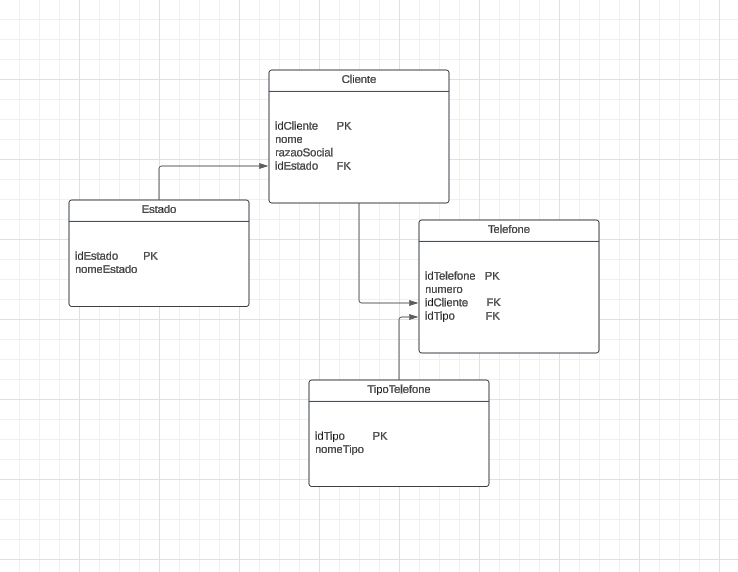 Cliente
idCliente PK
nome
razaoSocial
idEstado FK
Estado
idEstado PK
nomeEstado
Telefone
idTelefone PK
numero
idCliente FK
idTipo FK
TipoTelefone
idTipo PK
nomeTipo